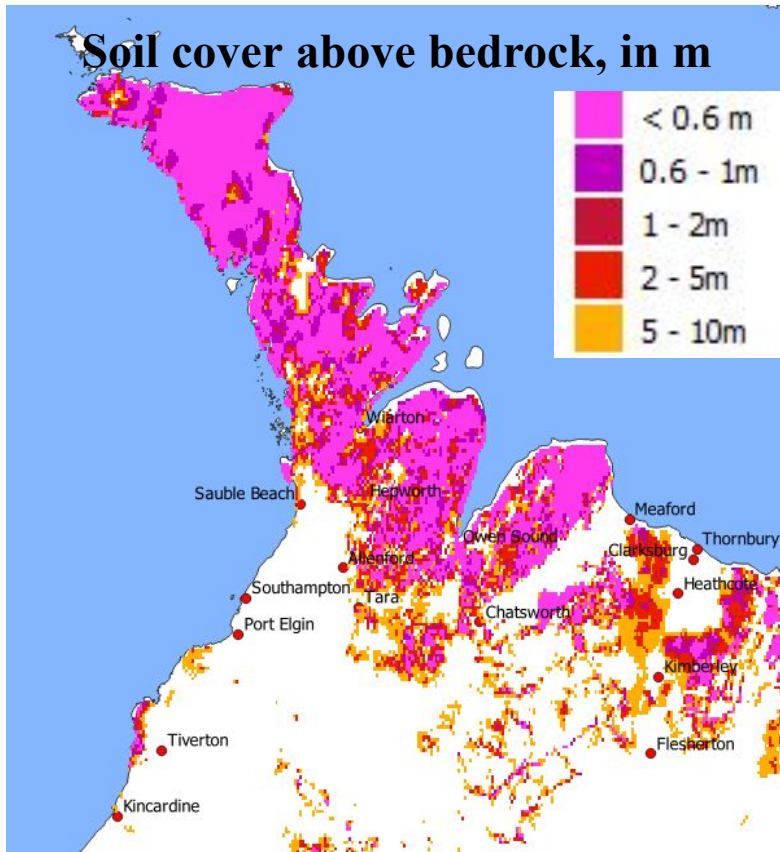 Soil cover above bedrock, in m
< 0.6 m
0.6 - 1m
1 - 2m
2 - 5m
5 - 10m
Wiarton
Sauble Beach
Hepworth
Meaford
Owen Sound
Thornbury
Clarksburg
Allenford
Heathcote
Southampton
Tara
Chatsworth
Port Elgin
Kimberley
Tiverton
Flesherton
Kincardine